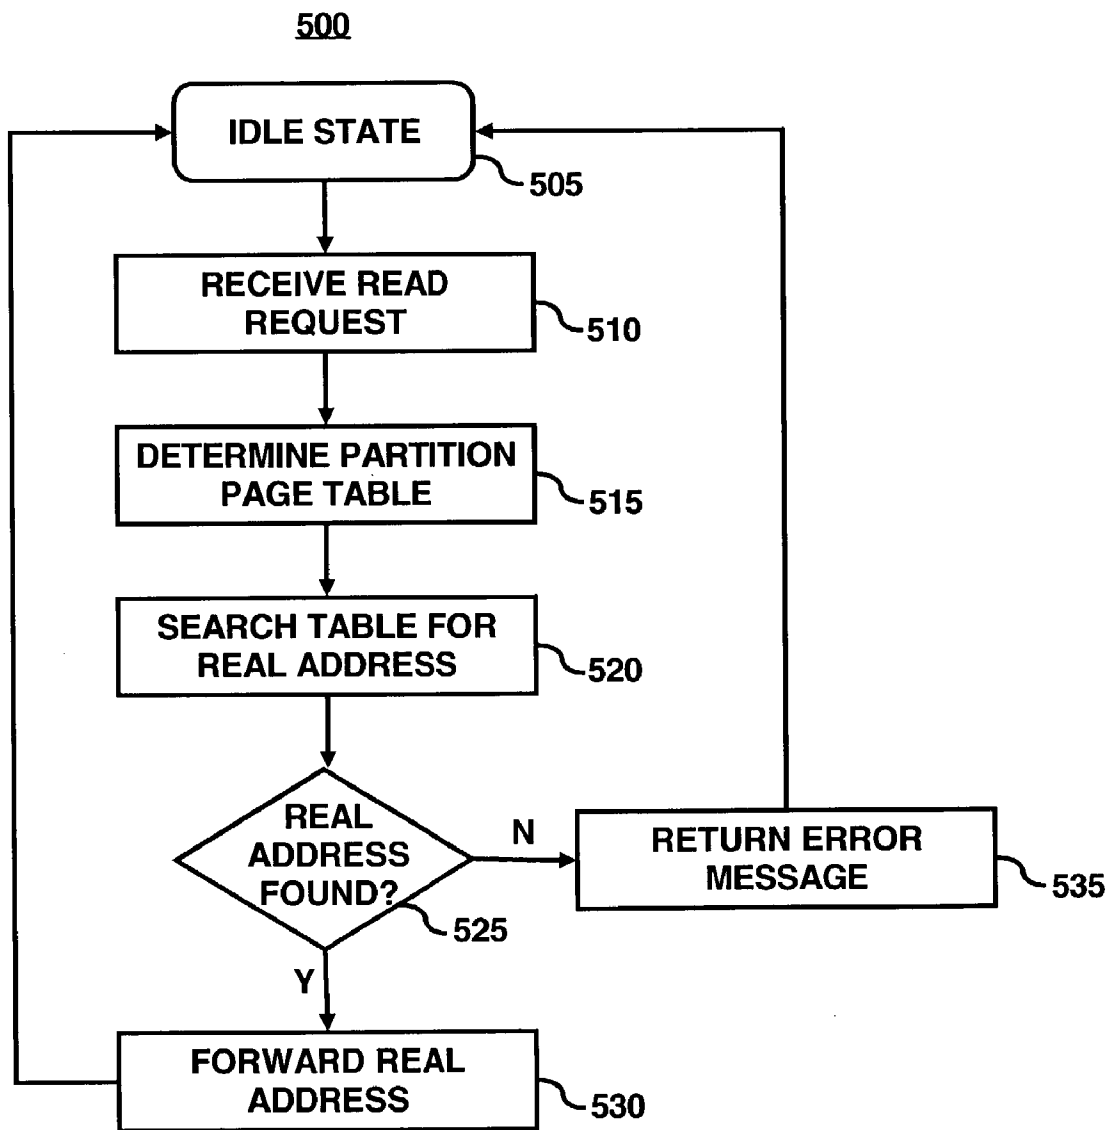 500
IDLE STATE
505
RECEIVE READ
REQUEST
510
DETERMINE PARTITION
PAGE TABLE
515
SEARCH TABLE FOR
REAL ADDRESS
520
REAL
ADDRESS
FOUND?
525
N
RETURN ERROR
MESSAGE
535
Y
FORWARD REAL
ADDRESS
530